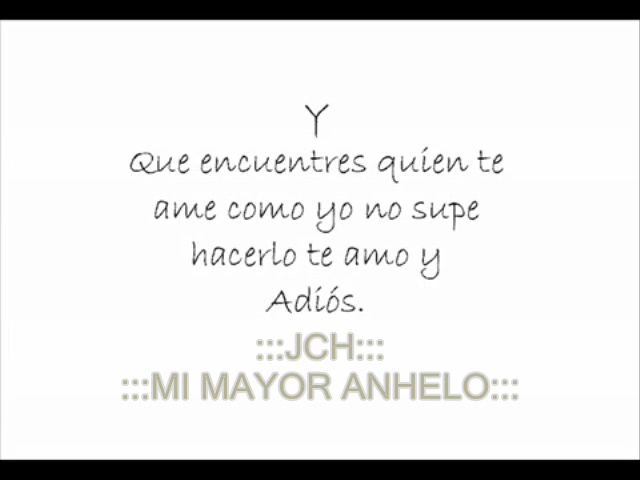 Y
Que encuentres quien te
ame como yo no supe
hacerlo te amo y
Adiós.
:::JCH:::
:::MI MAYOR ANHELO:::